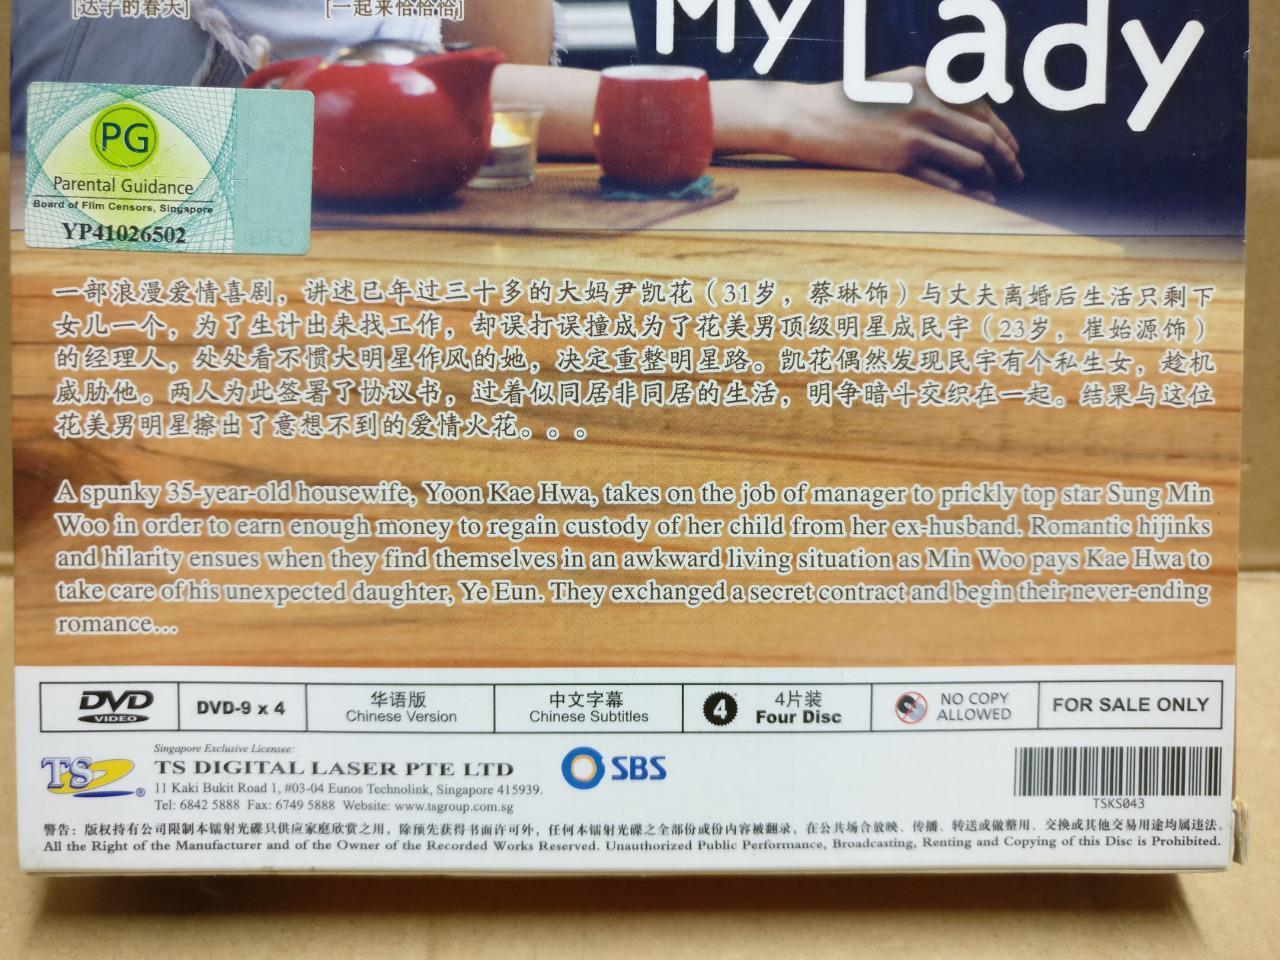 [达子的春天]
[一起来恰恰恰]
My Lady
PG
Parental Guidance
Board of Film Censors, Singapore
YP41026502
BFC
一部浪漫爱情喜剧，讲述已年过三十多的大妈尹凯花（31岁，蔡琳饰）与丈夫离婚后生活只剩下
女儿一个，为了生计出来找工作，却误打误撞成为了花美男顶级明星成民宇（23岁，崔始源饰）
的经理人，处处看不惯大明星作风的她，决定重整明星路。凯花偶然发现民宇有个私生女，趁机
威胁他。两人为此签署了协议书，过着似同居非同居的生活，明争暗斗交织在一起。结果与这位
花美男明星擦出了意想不到的爱情火花。。。
A spunky 35-year-old housewife, Yoon Kae Hwa, takes on the job of manager to prickly top star Sung Min
Woo in order to earn enough money to regain custody of her child from her ex-husband. Romantic hijinks
and hilarity ensues when they find themselves in an awkward living situation as Min Woo pays Kae Hwa to
take care of his unexpected daughter, Ye Eun. They exchanged a secret contract and begin their never-ending
romance...
DVD VIDEO
DVD-9 x 4
华语版
Chinese Version
中文字幕
Chinese Subtitles
4
4片装
Four Disc
NO COPY
ALLOWED
FOR SALE ONLY
TS
Singapore Exclusive Licensee:
TS DIGITAL LASER PTE LTD
11 Kaki Bukit Road 1, #03-04 Eunos Technolink, Singapore 415939.
Tel: 6842 5888 Fax: 6749 5888 Website: www.tsgroup.com.sg
SBS
TSKS043
警告：版权持有公司限制本镭射光碟只供应家庭欣赏之用，除预先获得书面许可外，任何本镭射光碟之全部份或份内容被翻录，在公共场合放映、传播、转送或做整用、交换或其他交易用途均属违法。
All the Right of the Manufacturer and of the Owner of the Recorded Works Reserved. Unauthorized Public Performance, Broadcasting, Renting and Copying of this Disc is Prohibited.